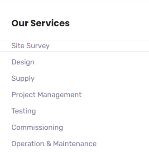 Our Services
Site Survey
Design
Supply
Project Management
Testing
Commissioning
Operation & Maintenance